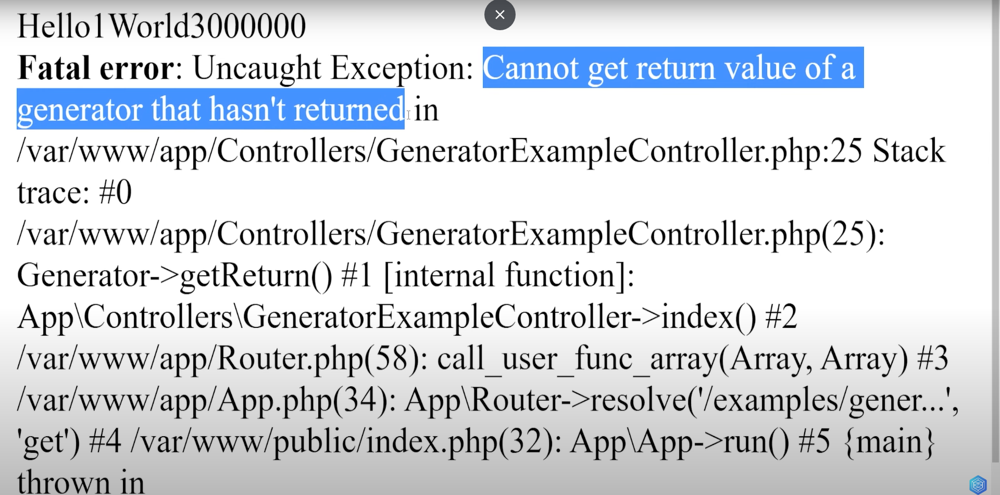 Hello1World3000000
Fatal error: Uncaught Exception: Cannot get return value of a
generator that hasn't returned in
/var/www/app/Controllers/GeneratorExampleController.php:25 Stack
trace: #0
/var/www/app/Controllers/GeneratorExampleController.php(25):
Generator->getReturn() #1 [internal function]:
App\Controllers\GeneratorExampleController->index() #2
/var/www/app/Router.php(58): call_user_func_array(Array, Array) #3
/var/www/app/App.php(34): App\Router->resolve('/examples/gener...',
'get') #4 /var/www/public/index.php(32): App\App->run() #5 {main}
thrown in